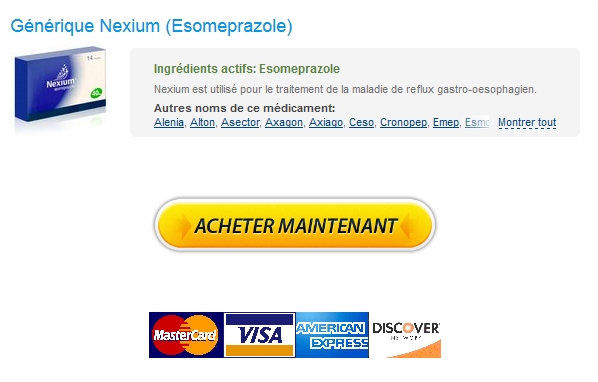 Générique Nexium (Esomeprazole)
Nexium
Ingrédients actifs: Esomeprazole
Nexium est utilisé pour le traitement de la maladie de reflux gastro-oesophagien.
Autres noms de ce médicament:
Alenia, Alton, Asector, Axagon, Axiago, Ceso, Cronopep, Emep, Esmo Montrer tout
ACHETER MAINTENANT
MasterCard VISA AMERICAN EXPRESS DISCOVER NETWORK